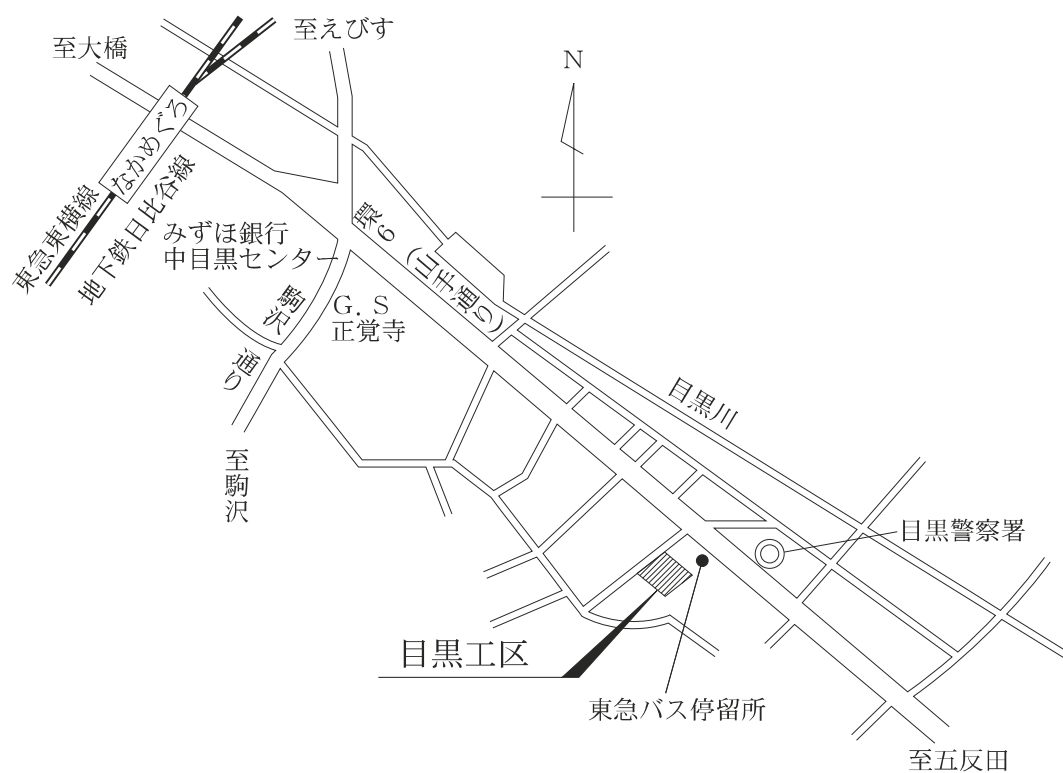 至大橋
至えびす
N
なかめぐろ
東急東横線
地下鉄日比谷線
みずほ銀行
中目黒センター
環6
(山手通り)
駒沢
通り
G. S
正覚寺
目黒川
至駒沢
目黒警察署
目黒工区
東急バス停留所
至五反田